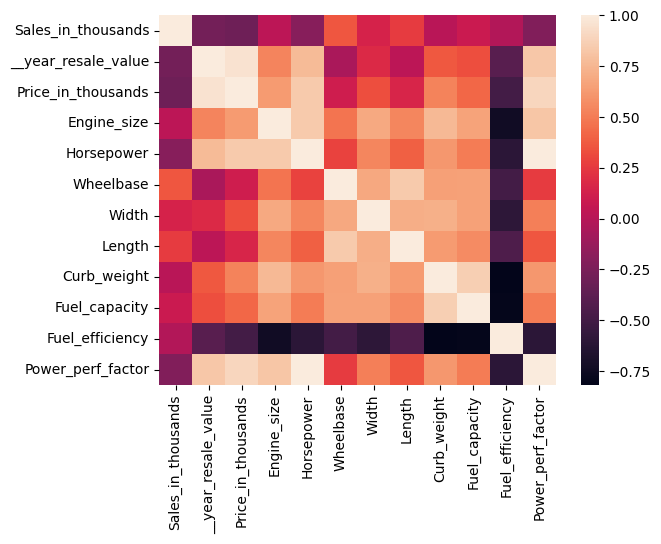 Sales_in_thousands
__year_resale_value
Price_in_thousands
Engine_size
Horsepower
Wheelbase
Width
Length
Curb_weight
Fuel_capacity
Fuel_efficiency
Power_perf_factor
Sales_in_thousands
__year_resale_value
Price_in_thousands
Engine_size
Horsepower
Wheelbase
Width
Length
Curb_weight
Fuel_capacity
Fuel_efficiency
Power_perf_factor
1.00
0.75
0.50
0.25
0.00
−0.25
−0.50
−0.75